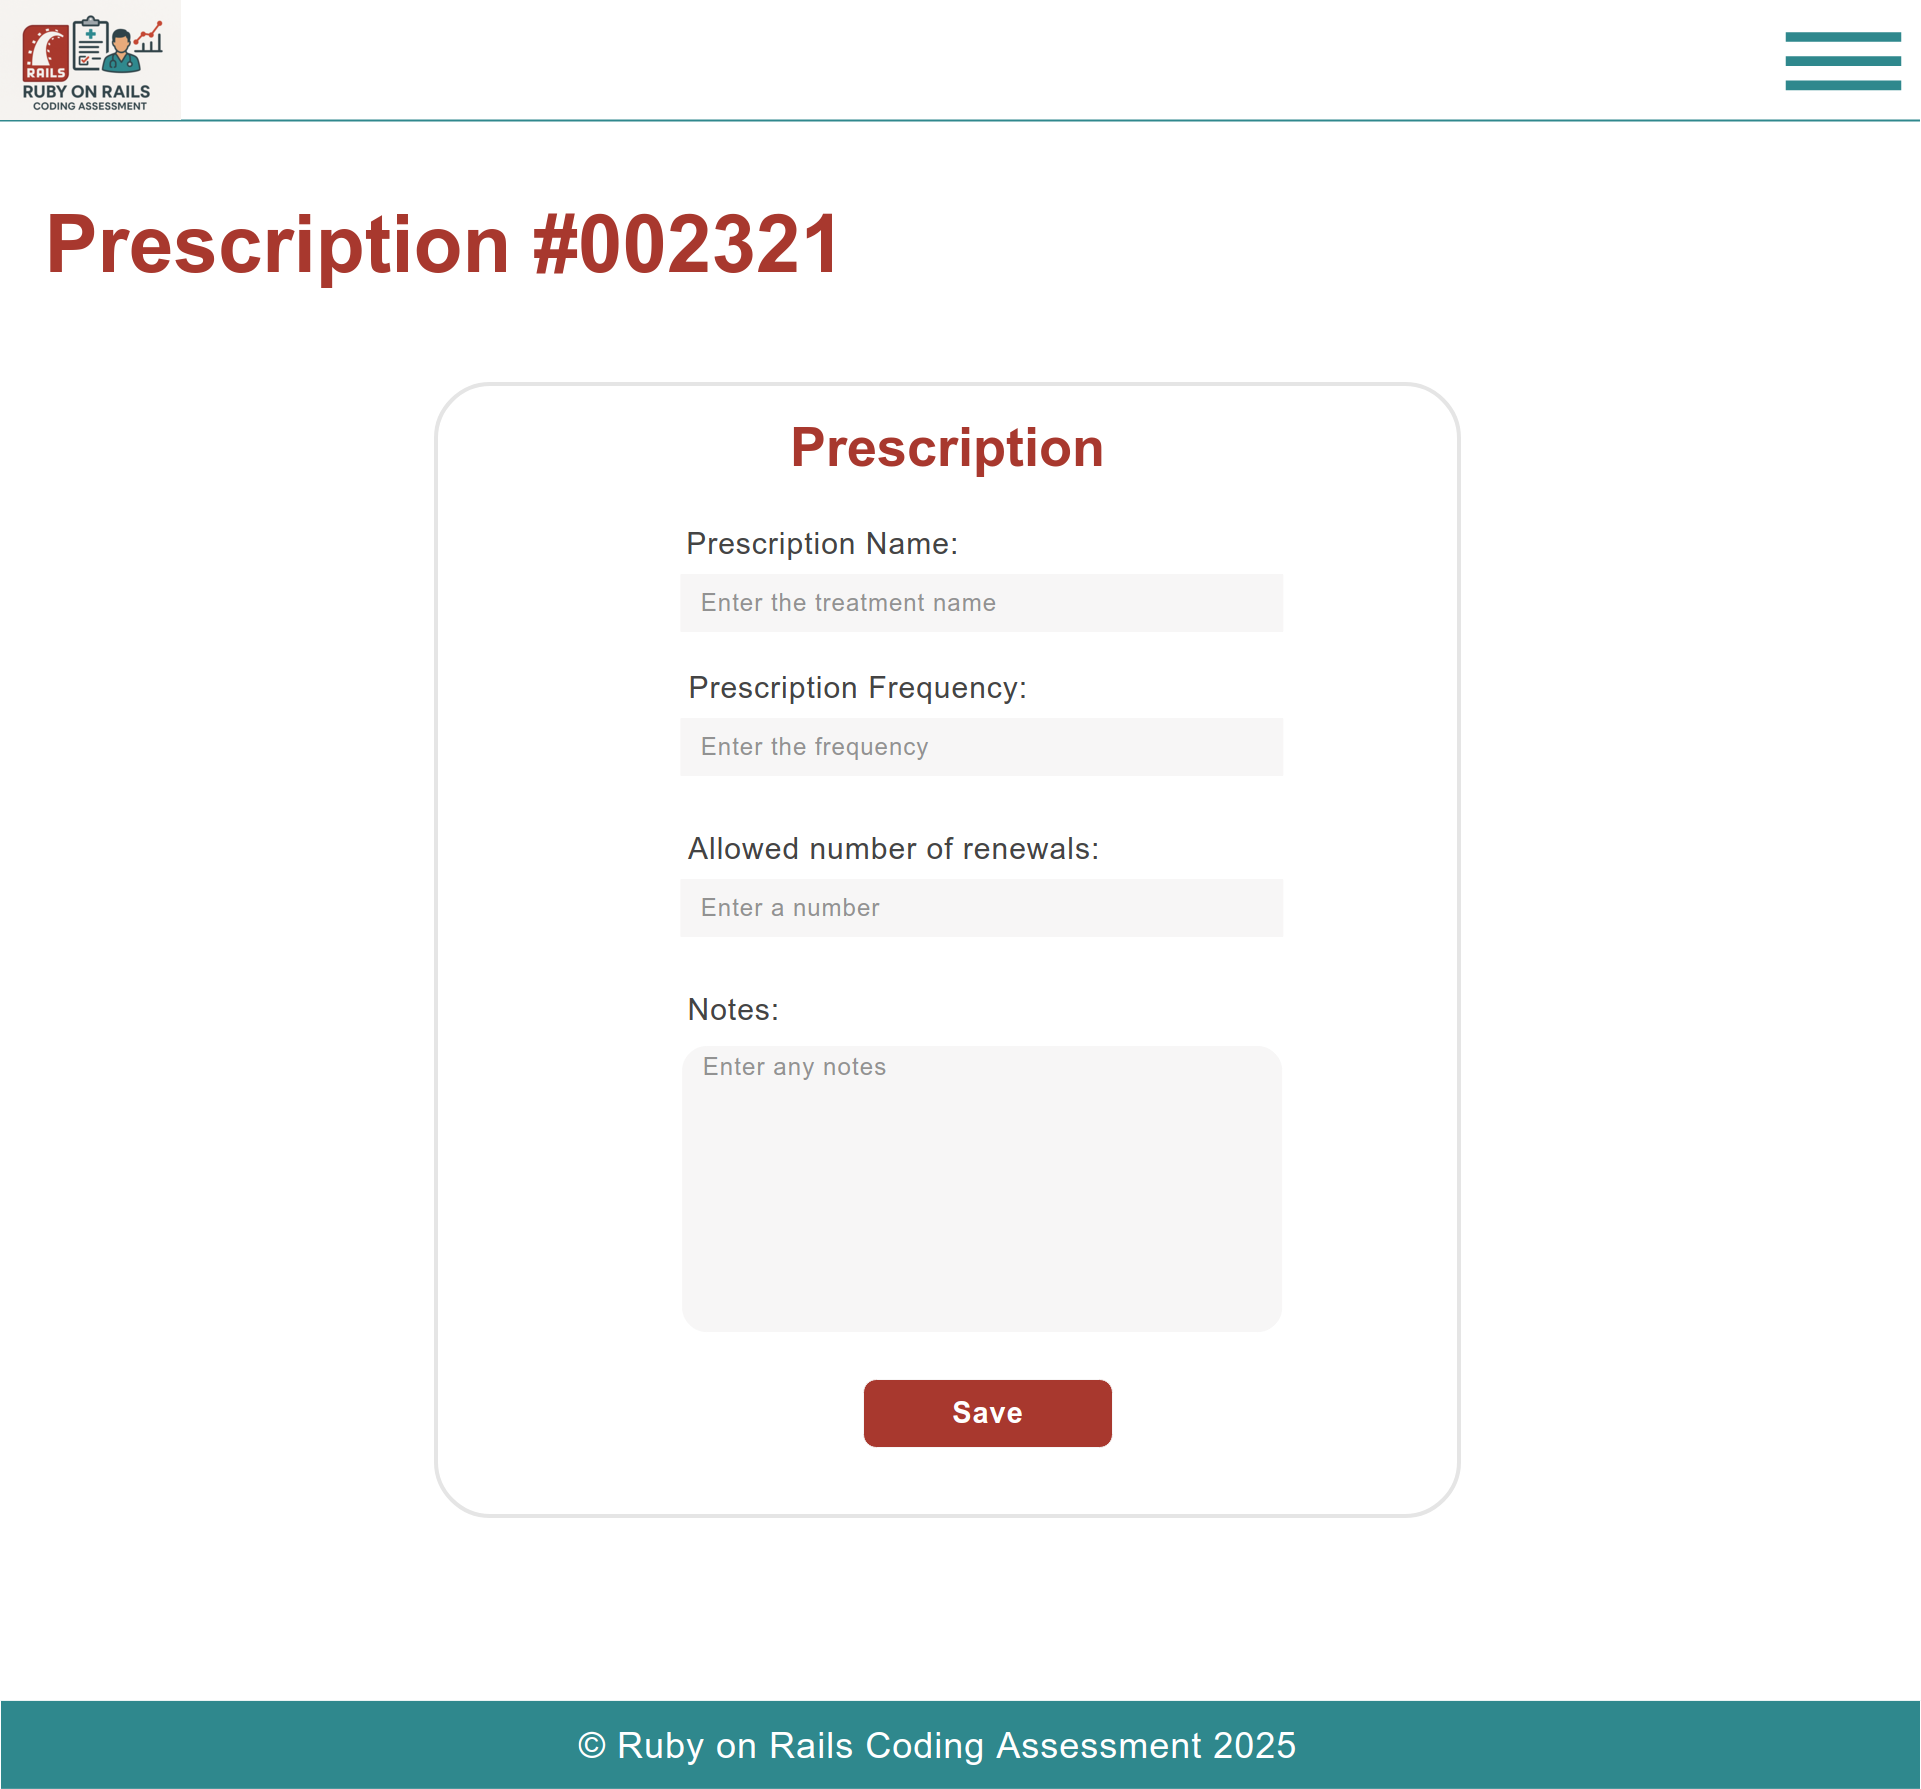 RAILS
RUBY ON RAILS
CODING ASSESSMENT
Prescription #002321
Prescription
Prescription Name:
Enter the treatment name
Prescription Frequency:
Enter the frequency
Allowed number of renewals:
Enter a number
Notes:
Enter any notes
Save
© Ruby on Rails Coding Assessment 2025